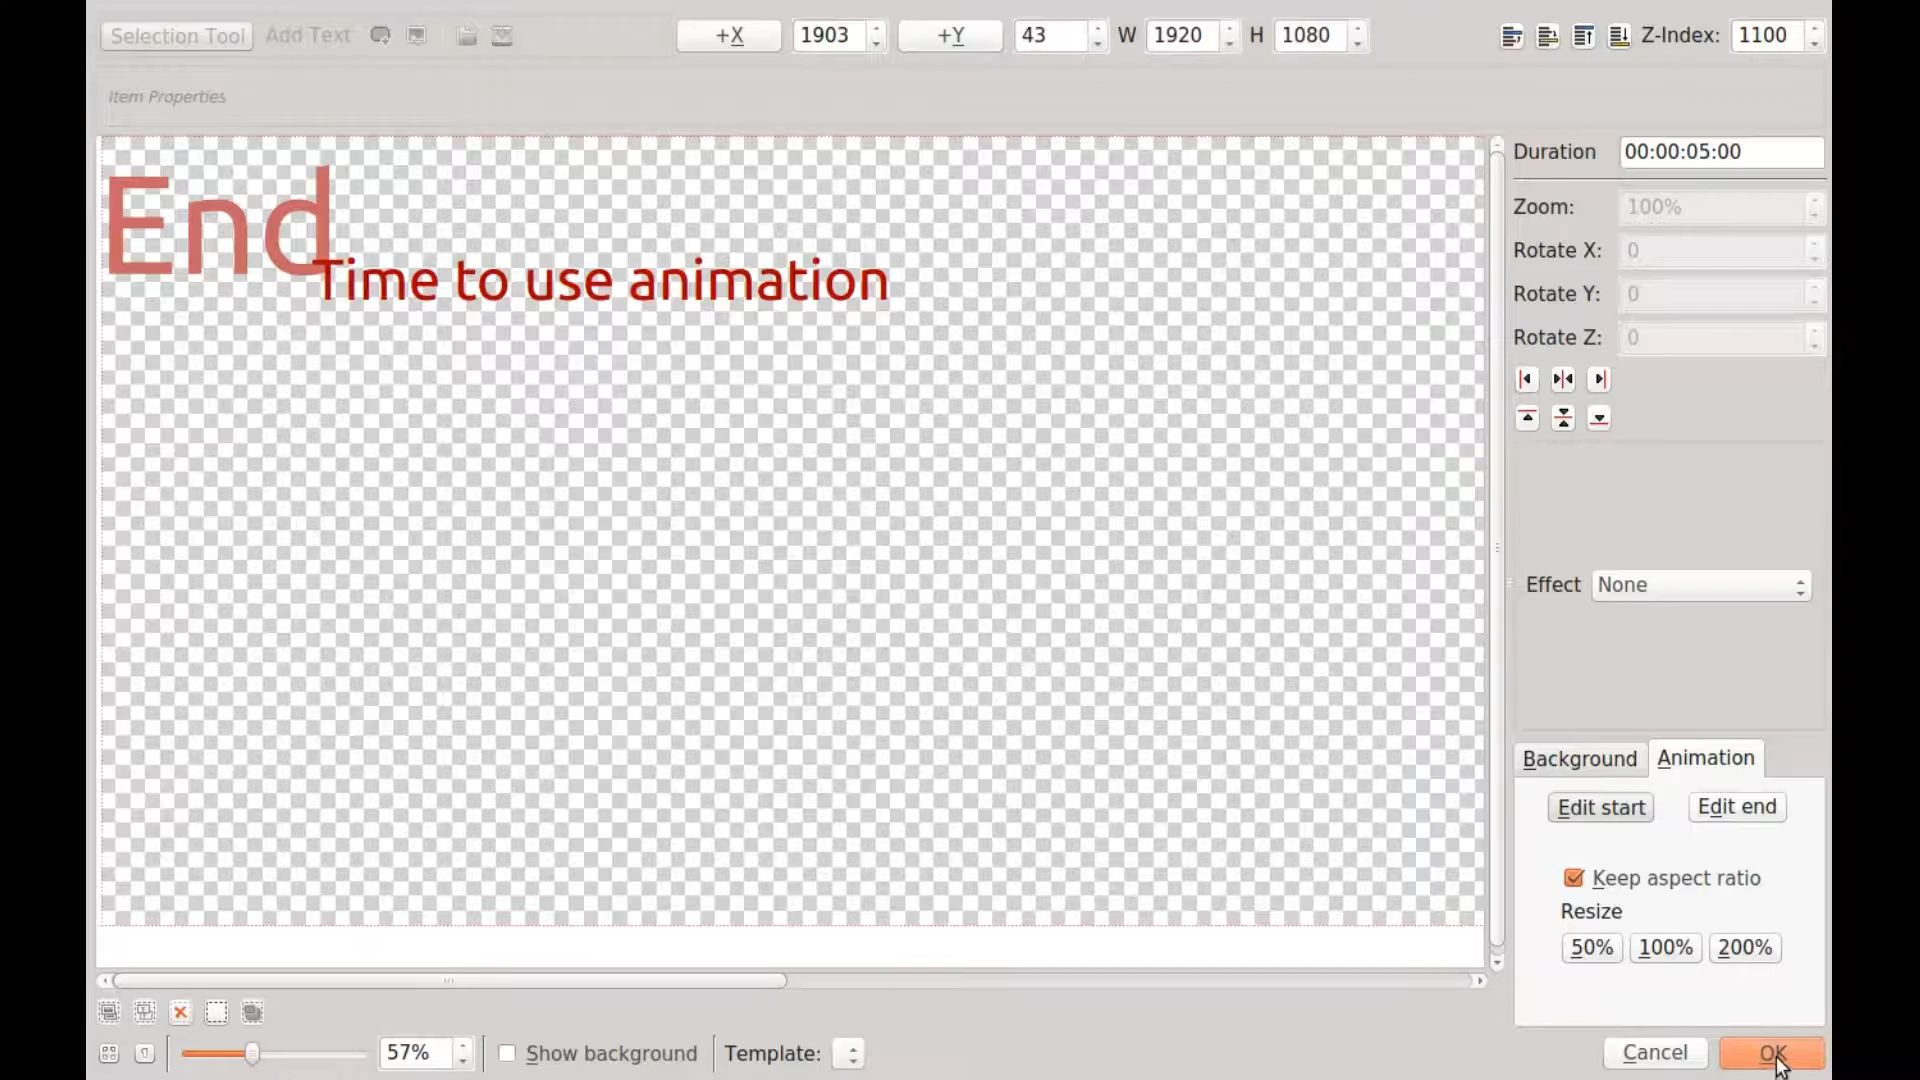 Selection Tool Add Text +X 1903 +Y 43 W 1920 H 1080 Z-Index: 1100
Item Properties
Duration 00:00:05:00
End
Zoom: 100%
Rotate X: 0
Time to use animation
Rotate Y: 0
Rotate Z: 0
Effect None
Background Animation
Edit start Edit end
Keep aspect ratio
Resize
50% 100% 200%
57% Show background Template: Cancel OK